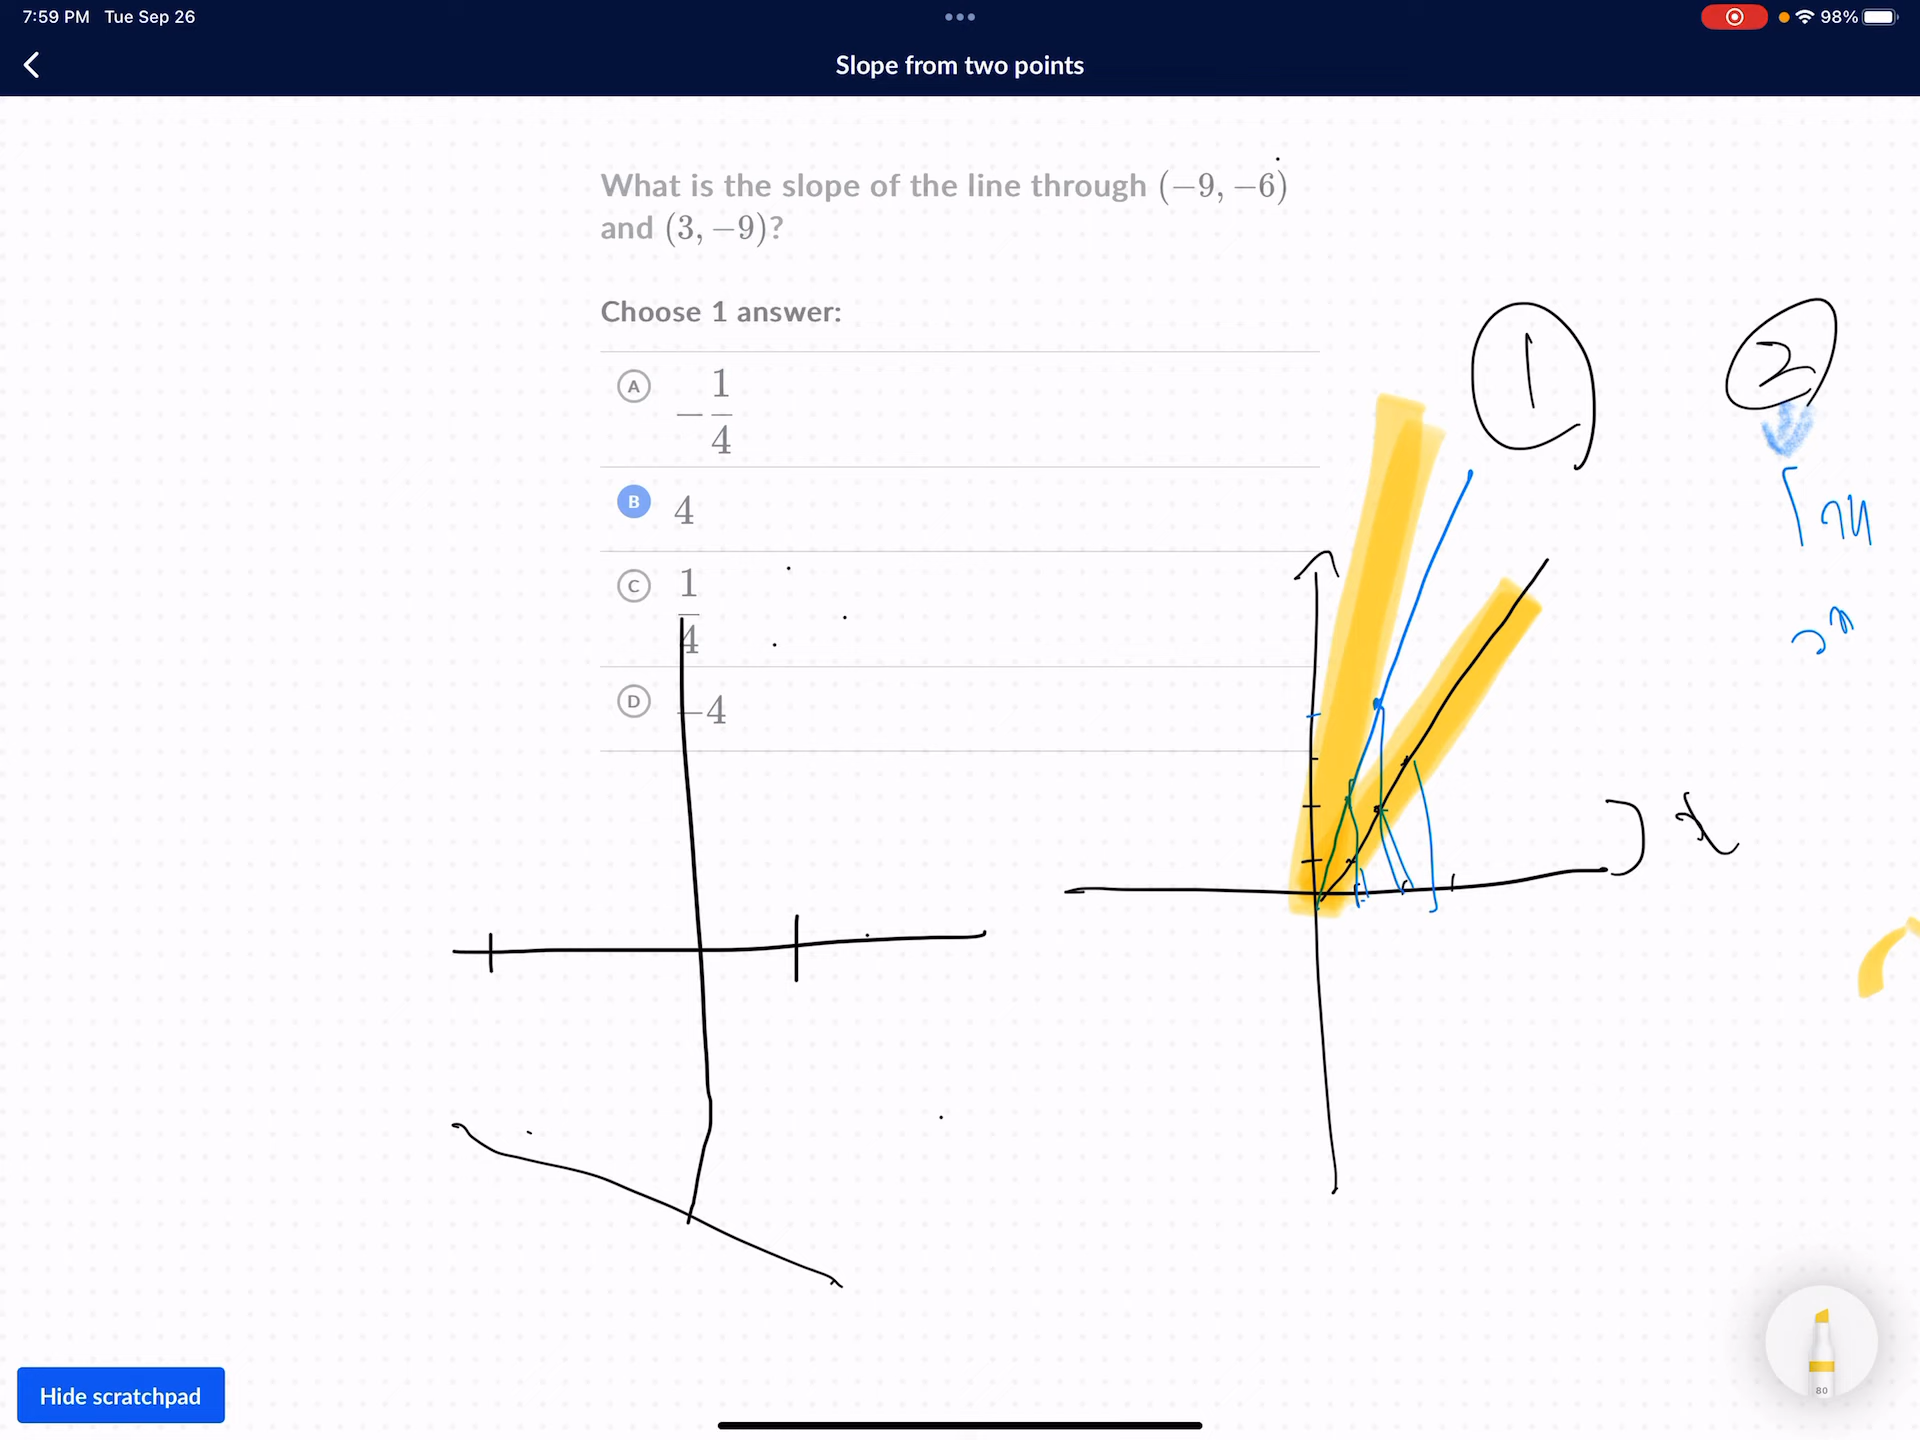 7:59 PM Tue Sep 26
98%
Slope from two points
What is the slope of the line through (−9, −6)
and (3, −9)?
Choose 1 answer:
A −1/4
B 4
C 1/4
D −4
1
2
x
80
Hide scratchpad